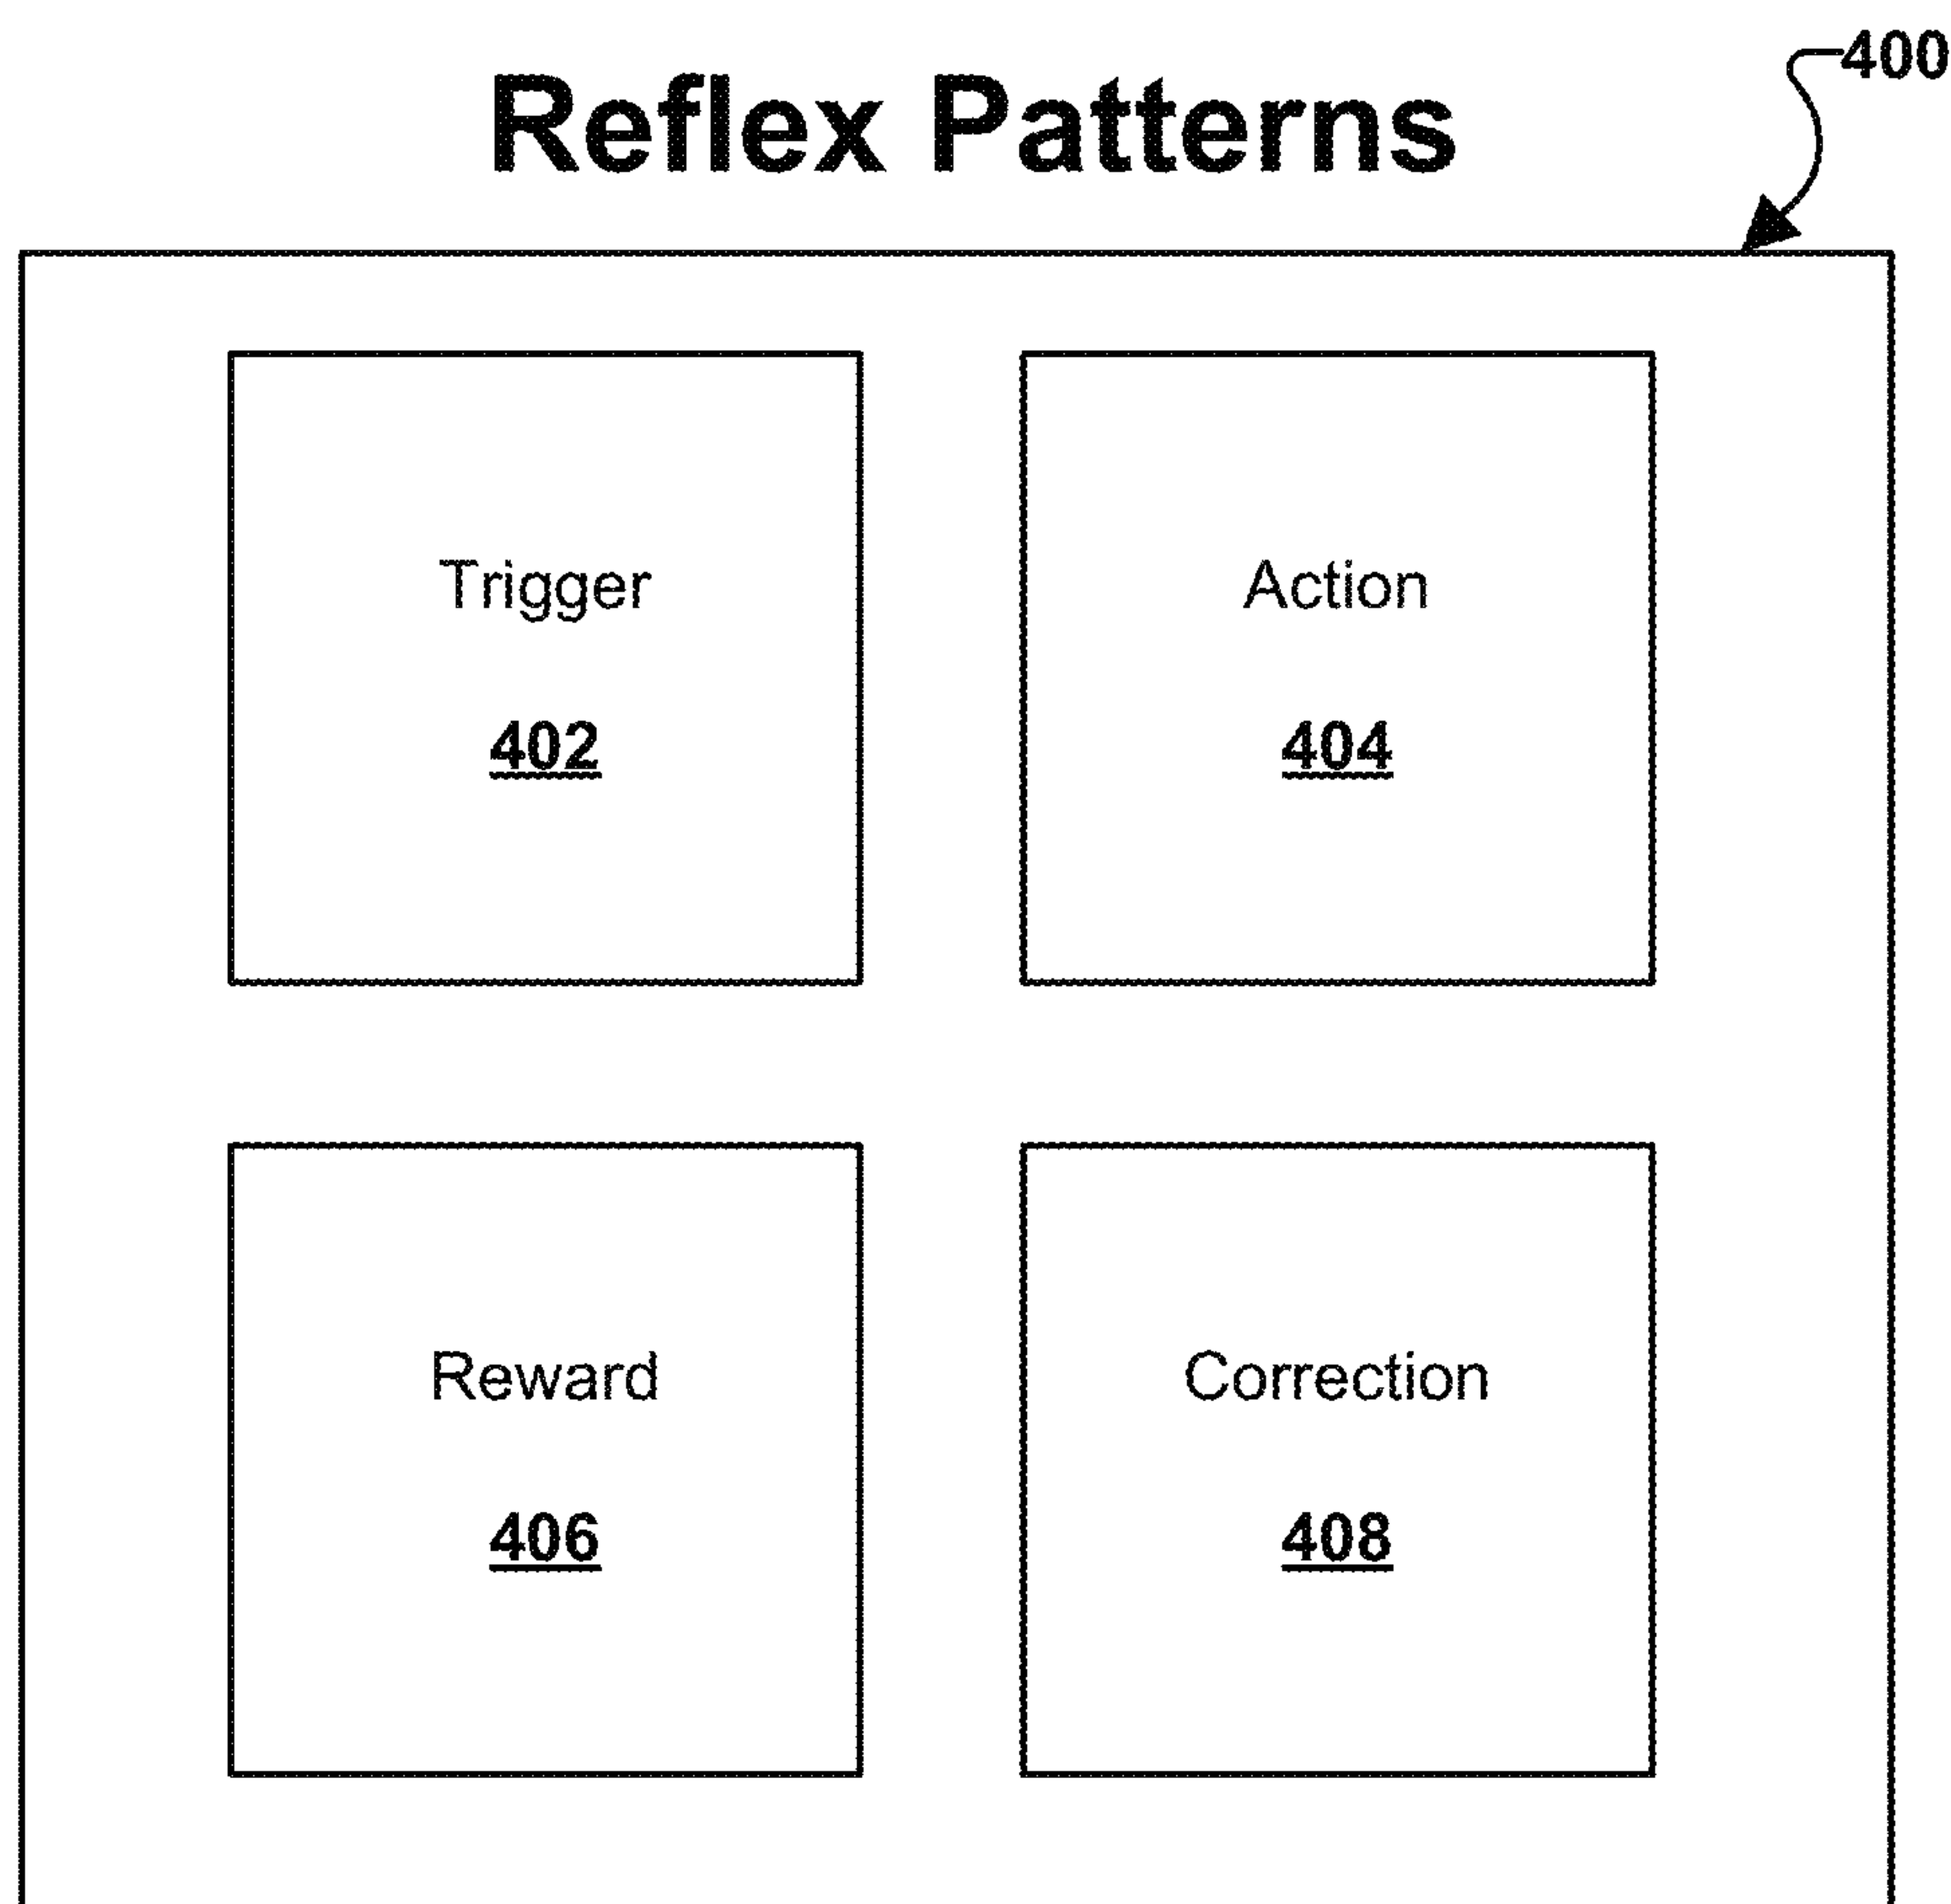 400
Reflex Patterns
Trigger
402
Action
404
Reward
406
Correction
408